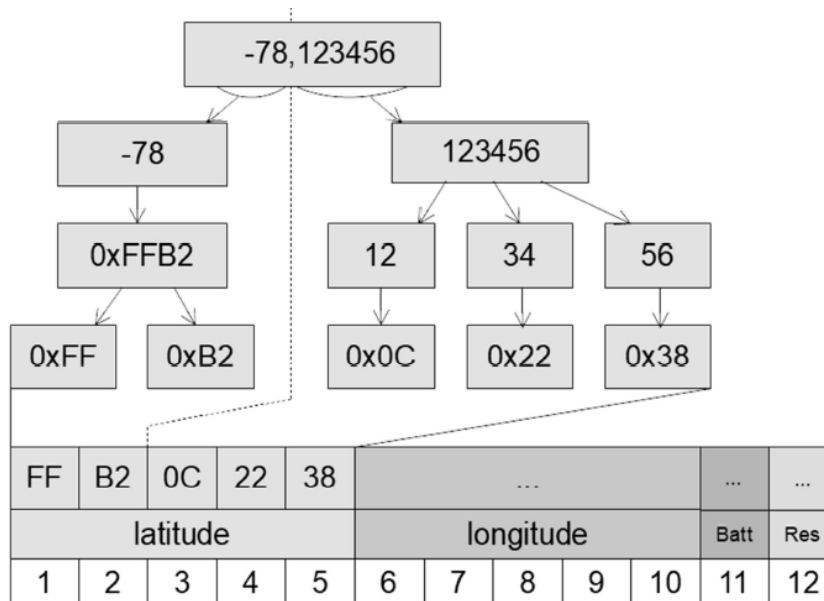 -78,123456
-78 123456
0xFFB2 12 34 56
0xFF 0xB2 0x0C 0x22 0x38
FF B2 0C 22 38 ... ... ...
latitude longitude Batt Res
1 2 3 4 5 6 7 8 9 10 11 12